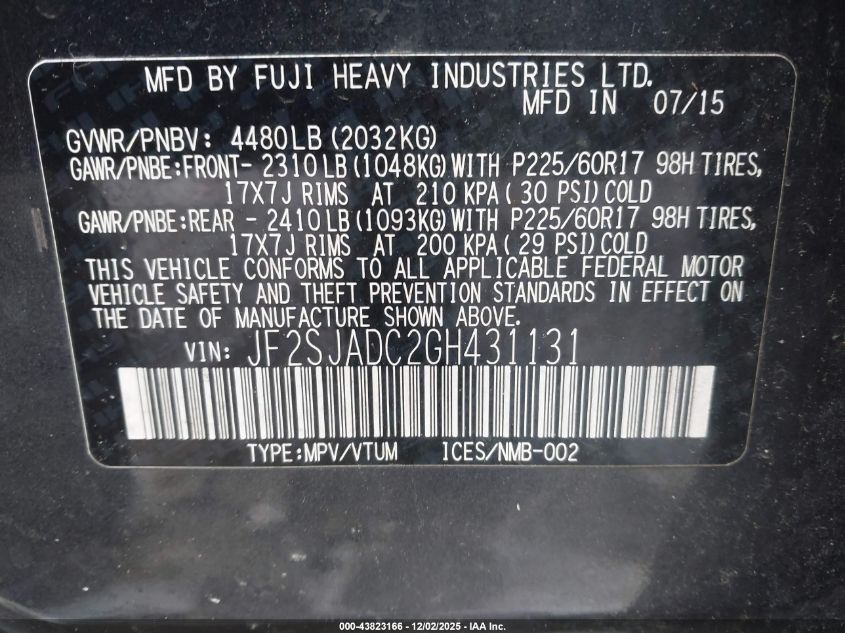 MFD BY FUJI HEAVY INDUSTRIES LTD.
MFD IN 07/15
GVWR/PNBV: 4480LB (2032KG)
GAWR/PNBE:FRONT- 2310LB (1048KG) WITH P225/60R17 98H TIRES,
17X7J RIMS AT 210 KPA ( 30 PSI) COLD
GAWR/PNBE:REAR - 2410LB (1093KG) WITH P225/60R17 98H TIRES,
17X7J RIMS AT 200 KPA ( 29 PSI) COLD
THIS VEHICLE CONFORMS TO ALL APPLICABLE FEDERAL MOTOR
VEHICLE SAFETY AND THEFT PREVENTION STANDARDS IN EFFECT ON
THE DATE OF MANUFACTURE SHOWN ABOVE.
VIN: JF2SJADC2GH431131
TYPE:MPV/VTUM ICES/NMB-002
000-43823166 - 12/02/2025 - IAA Inc.